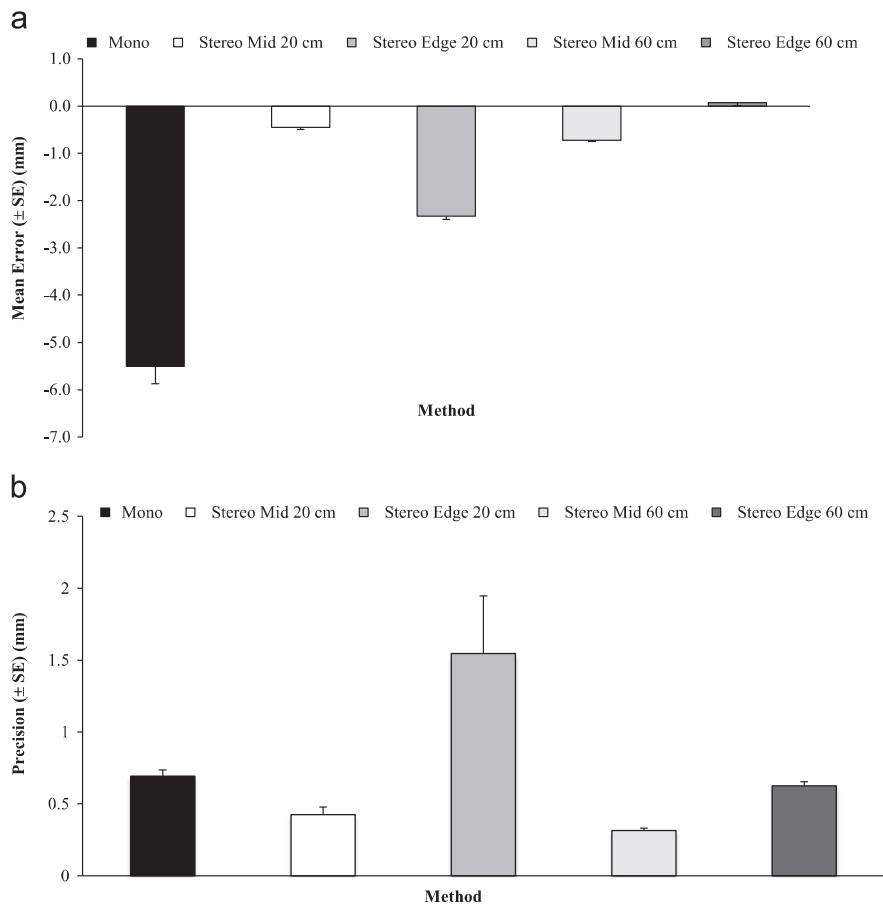 a
Mono Stereo Mid 20 cm Stereo Edge 20 cm Stereo Mid 60 cm Stereo Edge 60 cm
1.0
0.0
-1.0
-2.0
-3.0
-4.0
-5.0
-6.0
-7.0
Mean Error (± SE) (mm)
Method
b
Mono Stereo Mid 20 cm Stereo Edge 20 cm Stereo Mid 60 cm Stereo Edge 60 cm
2.5
2
1.5
1
0.5
0
Precision (± SE) (mm)
Method